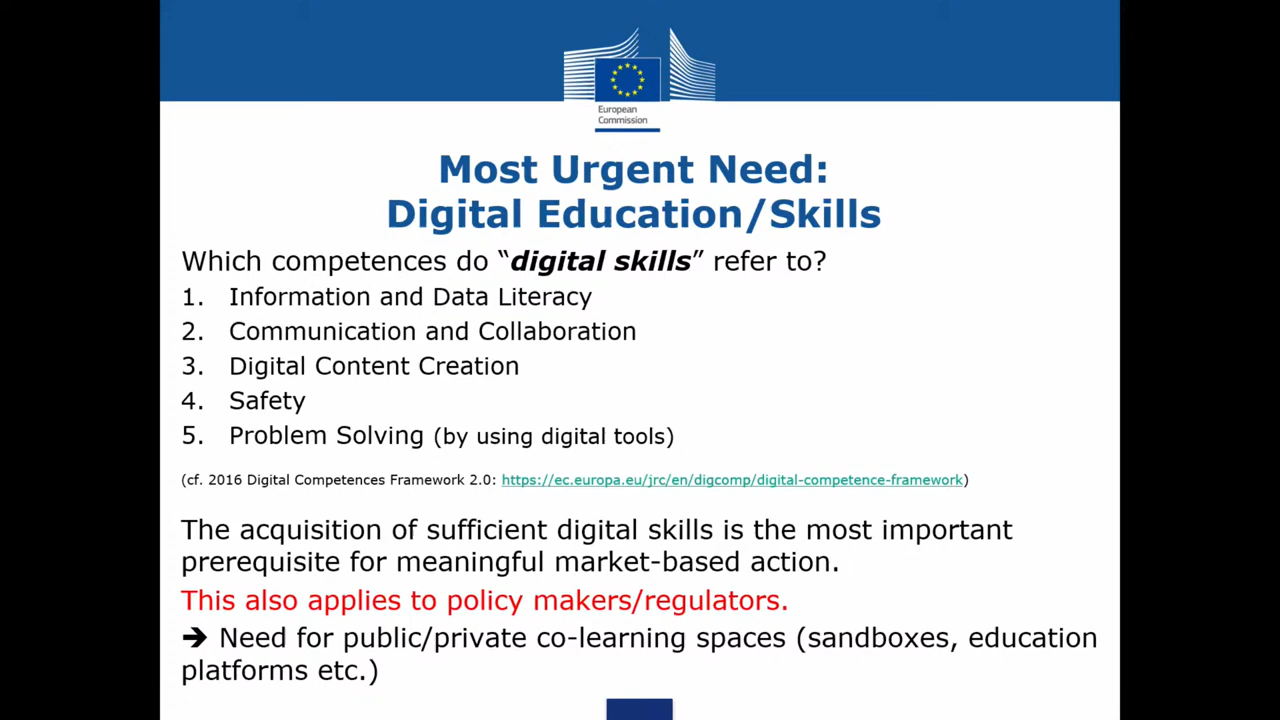 European
Commission
Most Urgent Need:
Digital Education/Skills
Which competences do “digital skills” refer to?
1. Information and Data Literacy
2. Communication and Collaboration
3. Digital Content Creation
4. Safety
5. Problem Solving (by using digital tools)
(cf. 2016 Digital Competences Framework 2.0: https://ec.europa.eu/jrc/en/digcomp/digital-competence-framework)
The acquisition of sufficient digital skills is the most important
prerequisite for meaningful market-based action.
This also applies to policy makers/regulators.
➔ Need for public/private co-learning spaces (sandboxes, education
platforms etc.)